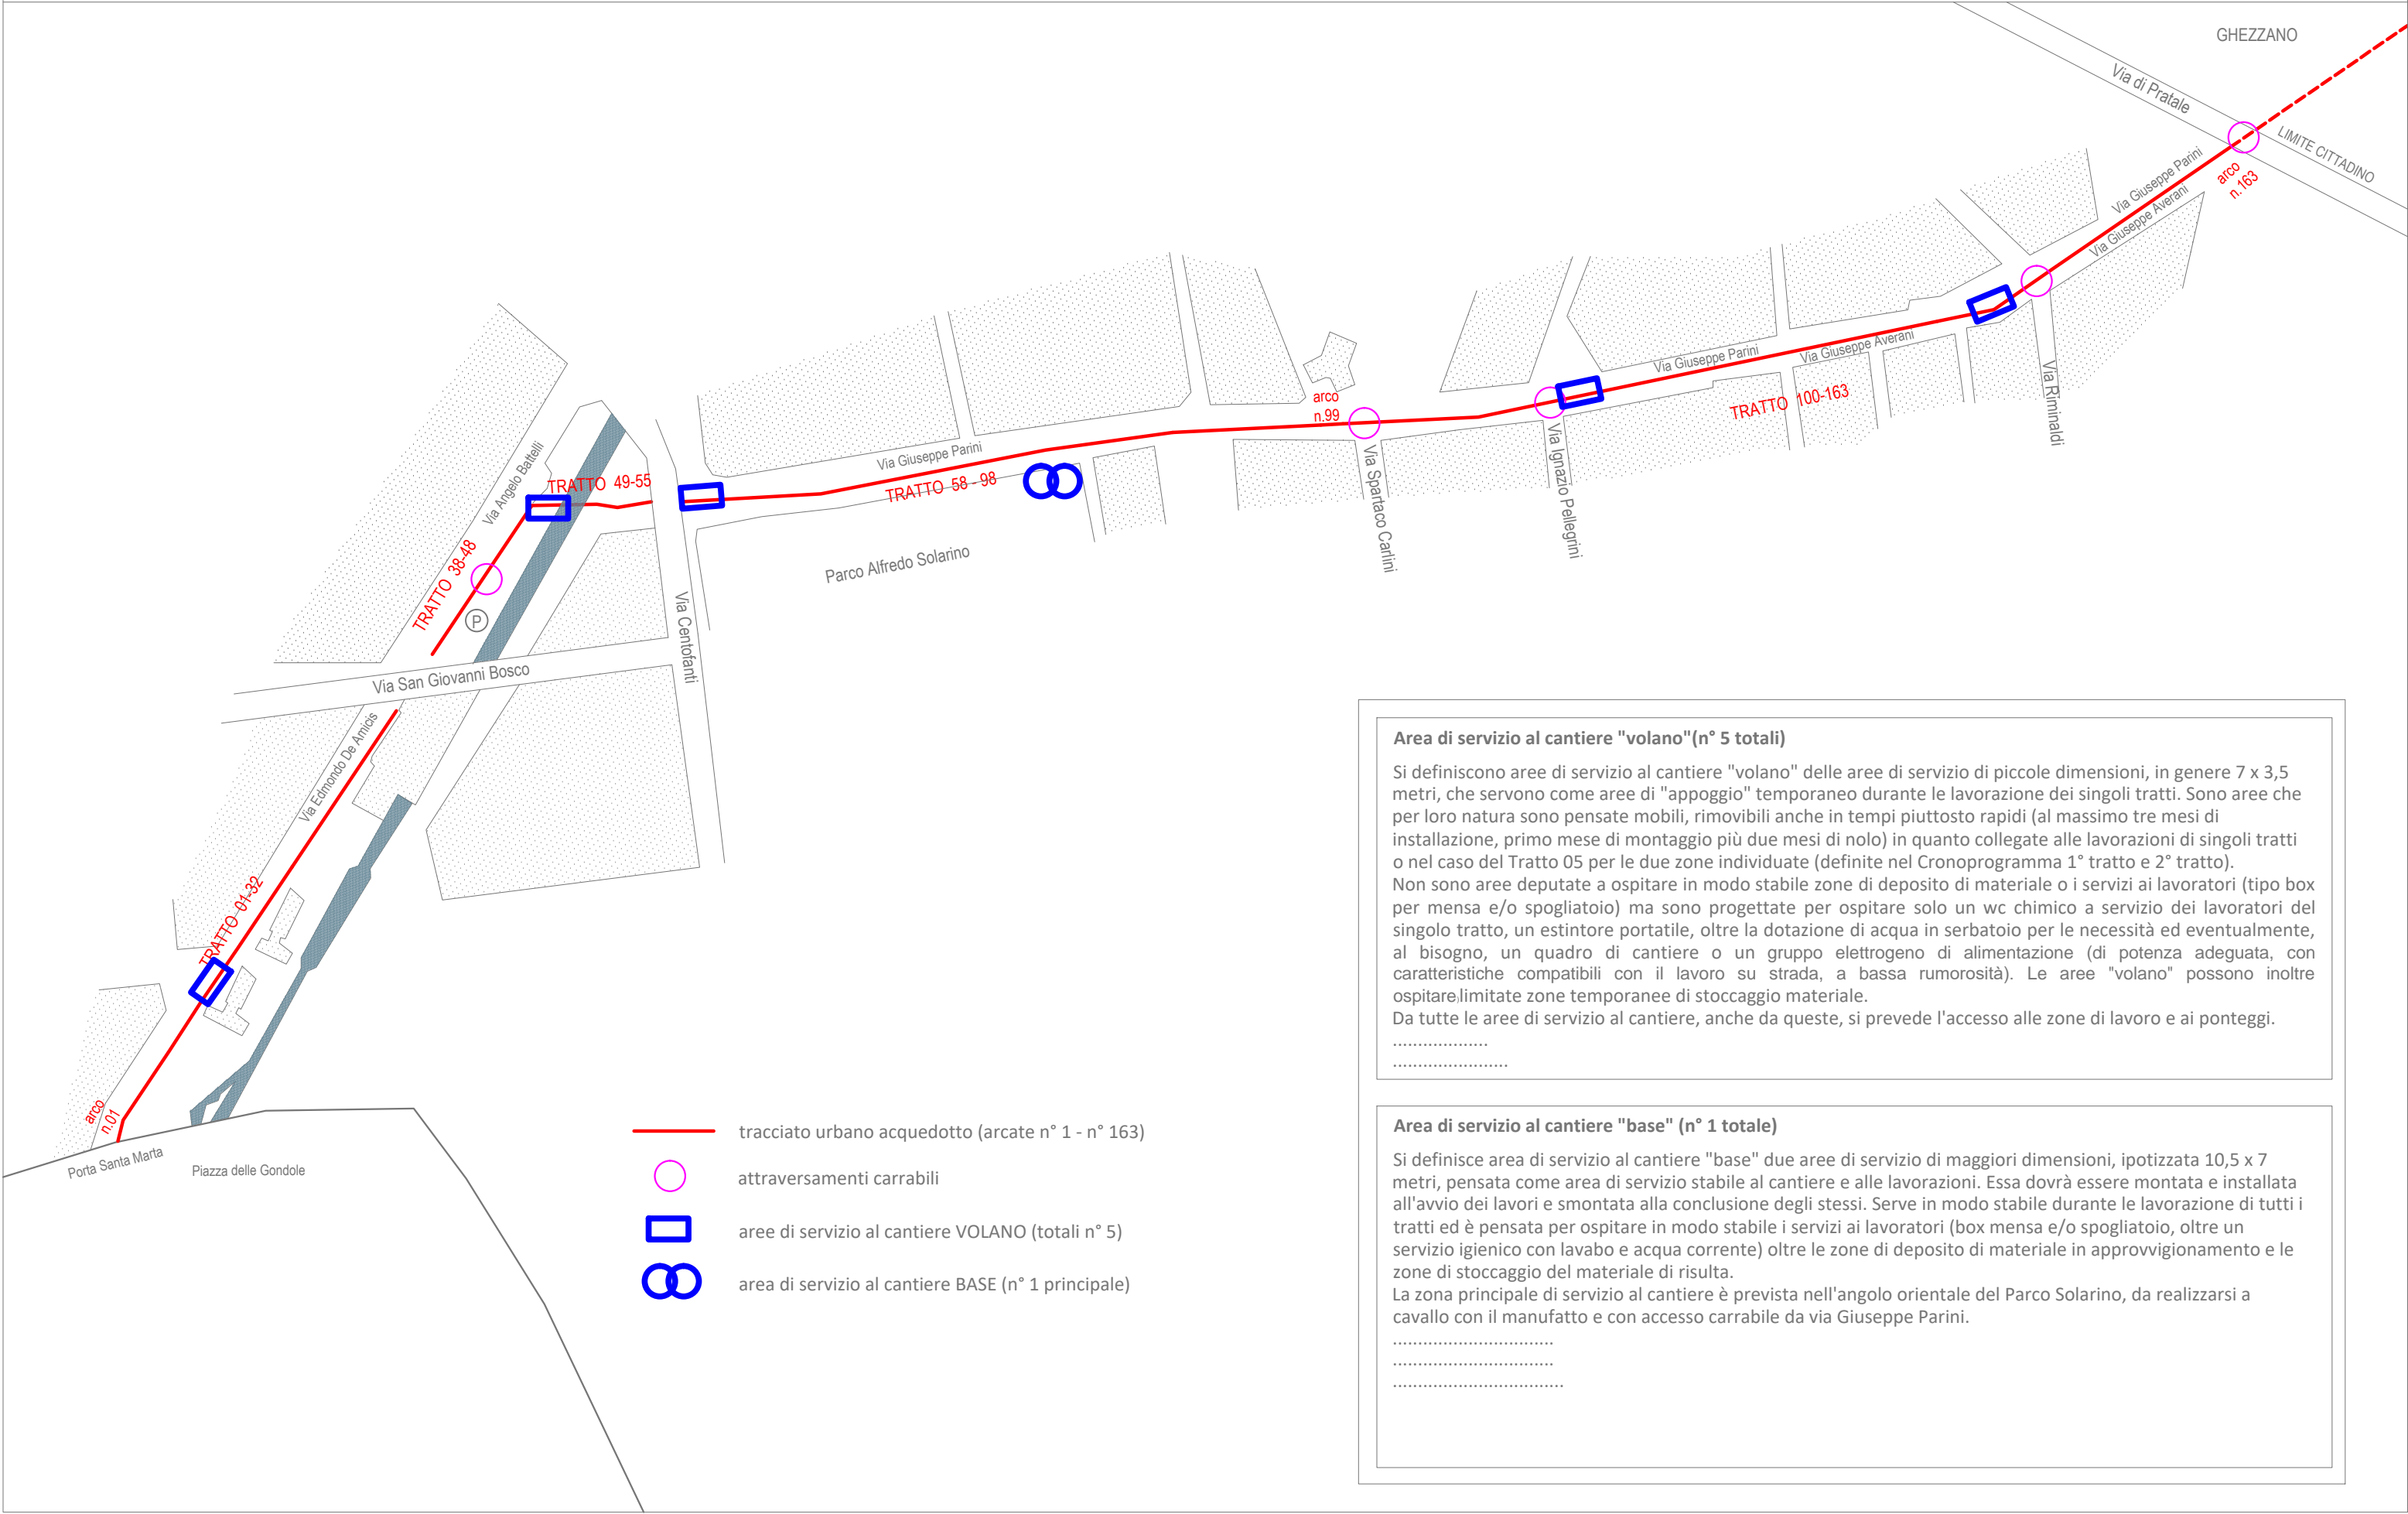 GHEZZANO
Via di Pratale
LIMITE CITTADINO
arco
n.163
Via Giuseppe Parini
Via Giuseppe Averani
Via Riminaldi
Via Giuseppe Averani
Via Giuseppe Parini
TRATTO 100-163
Via Ignazio Pellegrini
arco
n.99
Via Spartaco Carlini
Via Giuseppe Parini
TRATTO 58 - 98
Parco Alfredo Solarino
Via Centofanti
TRATTO 49-55
Via Angelo Battelli
TRATTO 38-48
P
Via San Giovanni Bosco
Via Edmondo De Amicis
TRATTO 01-32
arco
n.01
Porta Santa Marta
Piazza delle Gondole
tracciato urbano acquedotto (arcate n° 1 - n° 163)
attraversamenti carrabili
aree di servizio al cantiere VOLANO (totali n° 5)
area di servizio al cantiere BASE (n° 1 principale)
Area di servizio al cantiere "volano"(n° 5 totali)
Si definiscono aree di servizio al cantiere "volano" delle aree di servizio di piccole dimensioni, in genere 7 x 3,5
metri, che servono come aree di "appoggio" temporaneo durante le lavorazione dei singoli tratti. Sono aree che
per loro natura sono pensate mobili, rimovibili anche in tempi piuttosto rapidi (al massimo tre mesi di
installazione, primo mese di montaggio più due mesi di nolo) in quanto collegate alle lavorazioni di singoli tratti
o nel caso del Tratto 05 per le due zone individuate (definite nel Cronoprogramma 1° tratto e 2° tratto).
Non sono aree deputate a ospitare in modo stabile zone di deposito di materiale o i servizi ai lavoratori (tipo box
per mensa e/o spogliatoio) ma sono progettate per ospitare solo un wc chimico a servizio dei lavoratori del
singolo tratto, un estintore portatile, oltre la dotazione di acqua in serbatoio per le necessità ed eventualmente,
al bisogno, un quadro di cantiere o un gruppo elettrogeno di alimentazione (di potenza adeguata, con
caratteristiche compatibili con il lavoro su strada, a bassa rumorosità). Le aree "volano" possono inoltre
ospitare limitate zone temporanee di stoccaggio materiale.
Da tutte le aree di servizio al cantiere, anche da queste, si prevede l'accesso alle zone di lavoro e ai ponteggi.
...................
.......................
Area di servizio al cantiere "base" (n° 1 totale)
Si definisce area di servizio al cantiere "base" due aree di servizio di maggiori dimensioni, ipotizzata 10,5 x 7
metri, pensata come area di servizio stabile al cantiere e alle lavorazioni. Essa dovrà essere montata e installata
all'avvio dei lavori e smontata alla conclusione degli stessi. Serve in modo stabile durante le lavorazione di tutti i
tratti ed è pensata per ospitare in modo stabile i servizi ai lavoratori (box mensa e/o spogliatoio, oltre un
servizio igienico con lavabo e acqua corrente) oltre le zone di deposito di materiale in approvvigionamento e le
zone di stoccaggio del materiale di risulta.
La zona principale di servizio al cantiere è prevista nell'angolo orientale del Parco Solarino, da realizzarsi a
cavallo con il manufatto e con accesso carrabile da via Giuseppe Parini.
................................
................................
..................................